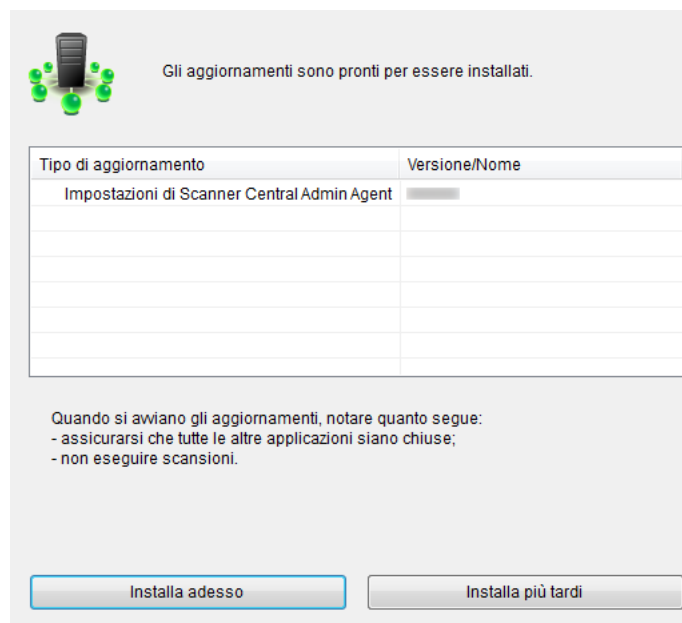 Gli aggiornamenti sono pronti per essere installati.
Tipo di aggiornamento Versione/Nome
Impostazioni di Scanner Central Admin Agent
Quando si avviano gli aggiornamenti, notare quanto segue:
- assicurarsi che tutte le altre applicazioni siano chiuse;
- non eseguire scansioni.
Installa adesso Installa più tardi